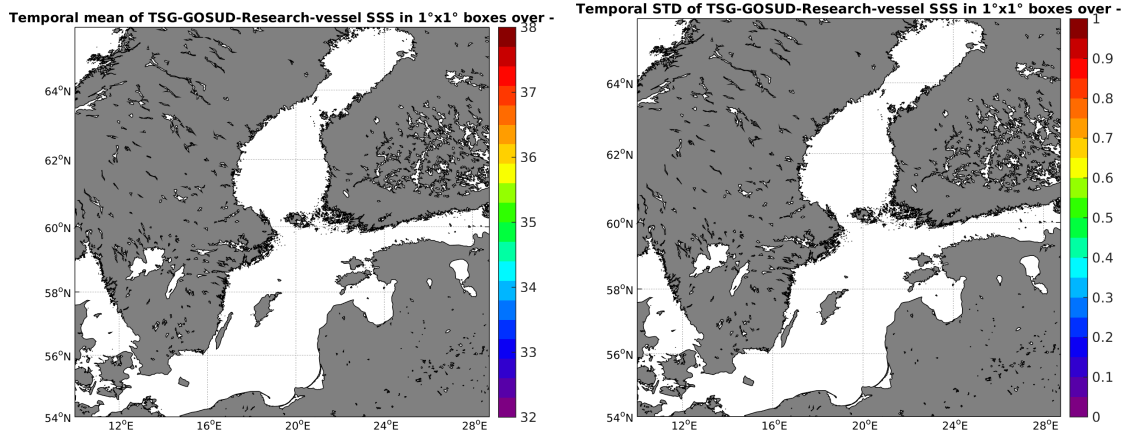 Temporal mean of TSG-GOSUD-Research-vessel SSS in 1°x1° boxes over -
38
37
36
35
34
33
32
64°N
62°N
60°N
58°N
56°N
54°N
12°E
16°E
20°E
24°E
28°E
Temporal STD of TSG-GOSUD-Research-vessel SSS in 1°x1° boxes over -
1
0.9
0.8
0.7
0.6
0.5
0.4
0.3
0.2
0.1
0
64°N
62°N
60°N
58°N
56°N
54°N
12°E
16°E
20°E
24°E
28°E